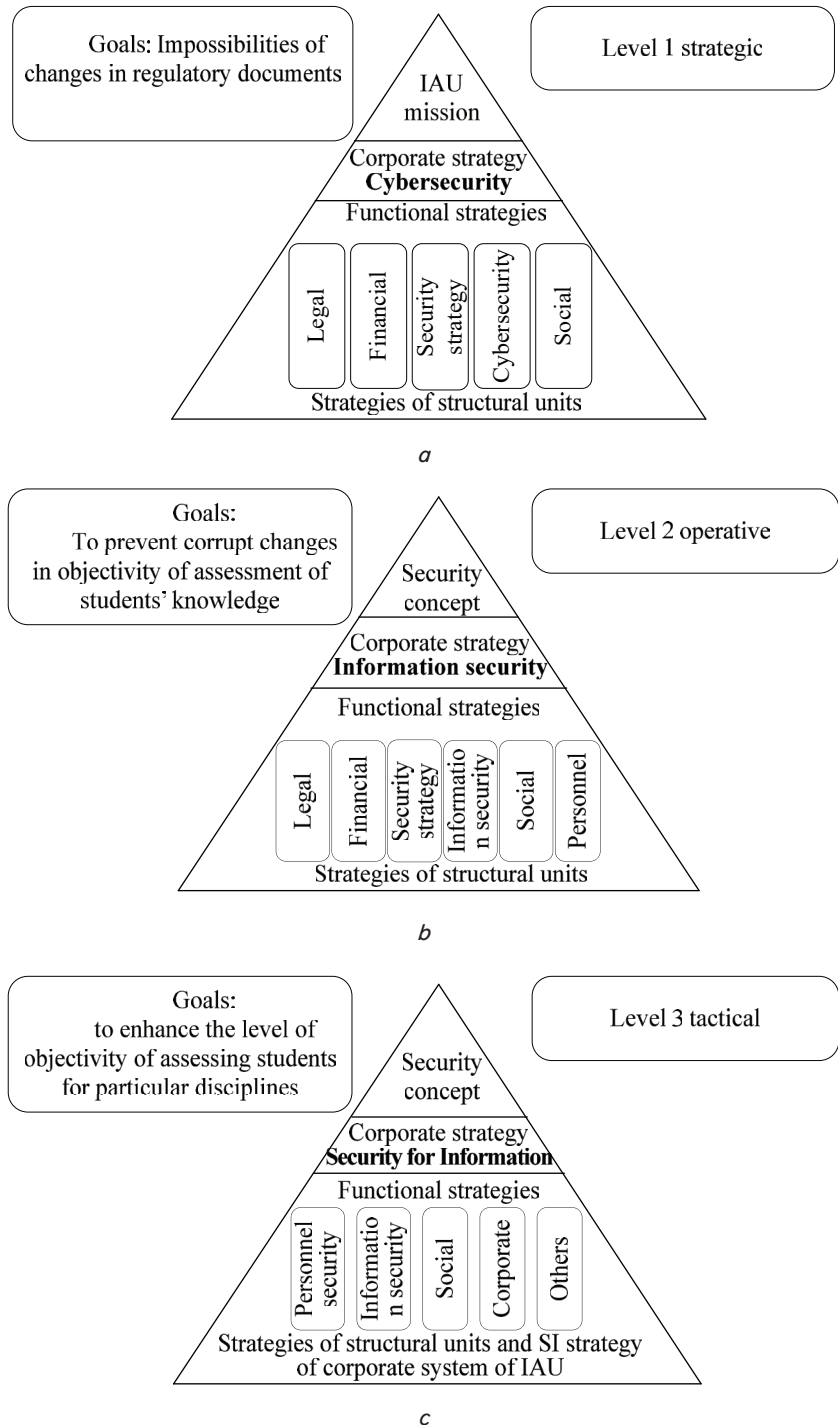 Goals: Impossibilities of
changes in regulatory documents
Level 1 strategic
IAU
mission
Corporate strategy
Cybersecurity
Functional strategies
Legal
Financial
Security
strategy
Cybersecurity
Social
Strategies of structural units
a
Goals:
To prevent corrupt changes
in objectivity of assessment of
students’ knowledge
Level 2 operative
Security
concept
Corporate strategy
Information security
Functional strategies
Legal
Financial
Security
strategy
Informatio
n security
Social
Personnel
Strategies of structural units
b
Goals:
to enhance the level of
objectivity of assessing students
for particular disciplines
Level 3 tactical
Security
concept
Corporate strategy
Security for Information
Functional strategies
Personnel
security
Informatio
n security
Social
Corporate
Others
Strategies of structural units and SI strategy
of corporate system of IAU
c